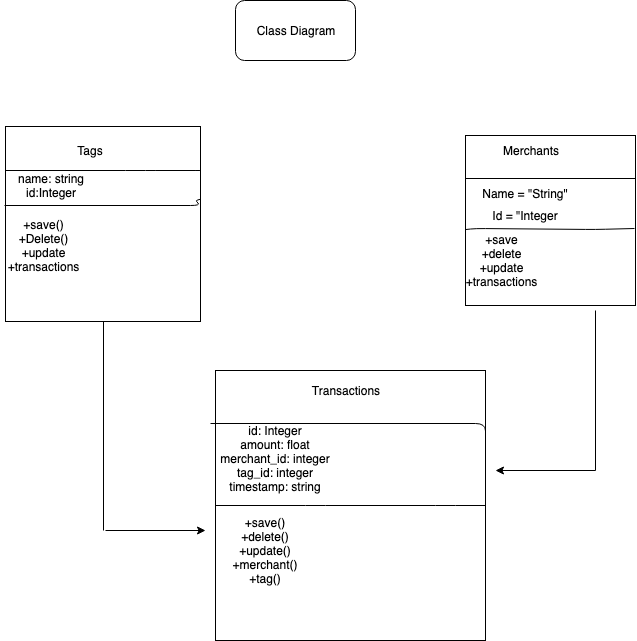 Class Diagram
Tags
name: string
id:Integer
+save()
+Delete()
+update
+transactions
Merchants
Name = "String"
Id = "Integer
+save
+delete
+update
+transactions
Transactions
id: Integer
amount: float
merchant_id: integer
tag_id: integer
timestamp: string
+save()
+delete()
+update()
+merchant()
+tag()